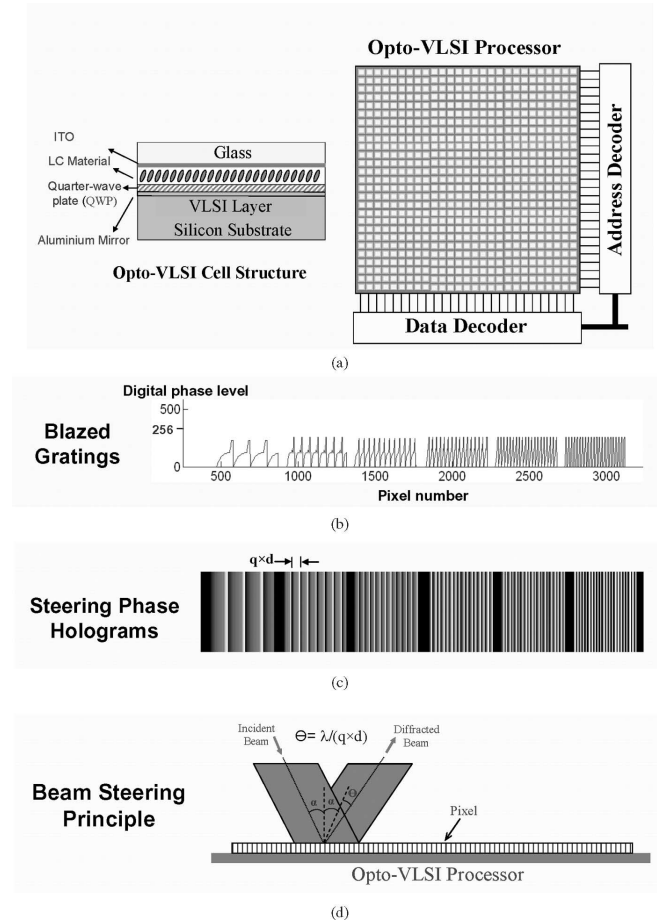 Opto-VLSI Processor
ITO
LC Material
Quarter-wave
plate (QWP)
Aluminium Mirror
Glass
VLSI Layer
Silicon Substrate
Opto-VLSI Cell Structure
Address Decoder
Data Decoder
(a)
Digital phase level
Blazed
Gratings
500
256
0
500
1000
1500
2000
2500
3000
Pixel number
(b)
q×d
Steering Phase
Holograms
(c)
Incident
Beam
Θ= λ/(q×d)
Diffracted
Beam
α
α
Θ
Beam Steering
Principle
Pixel
Opto-VLSI Processor
(d)